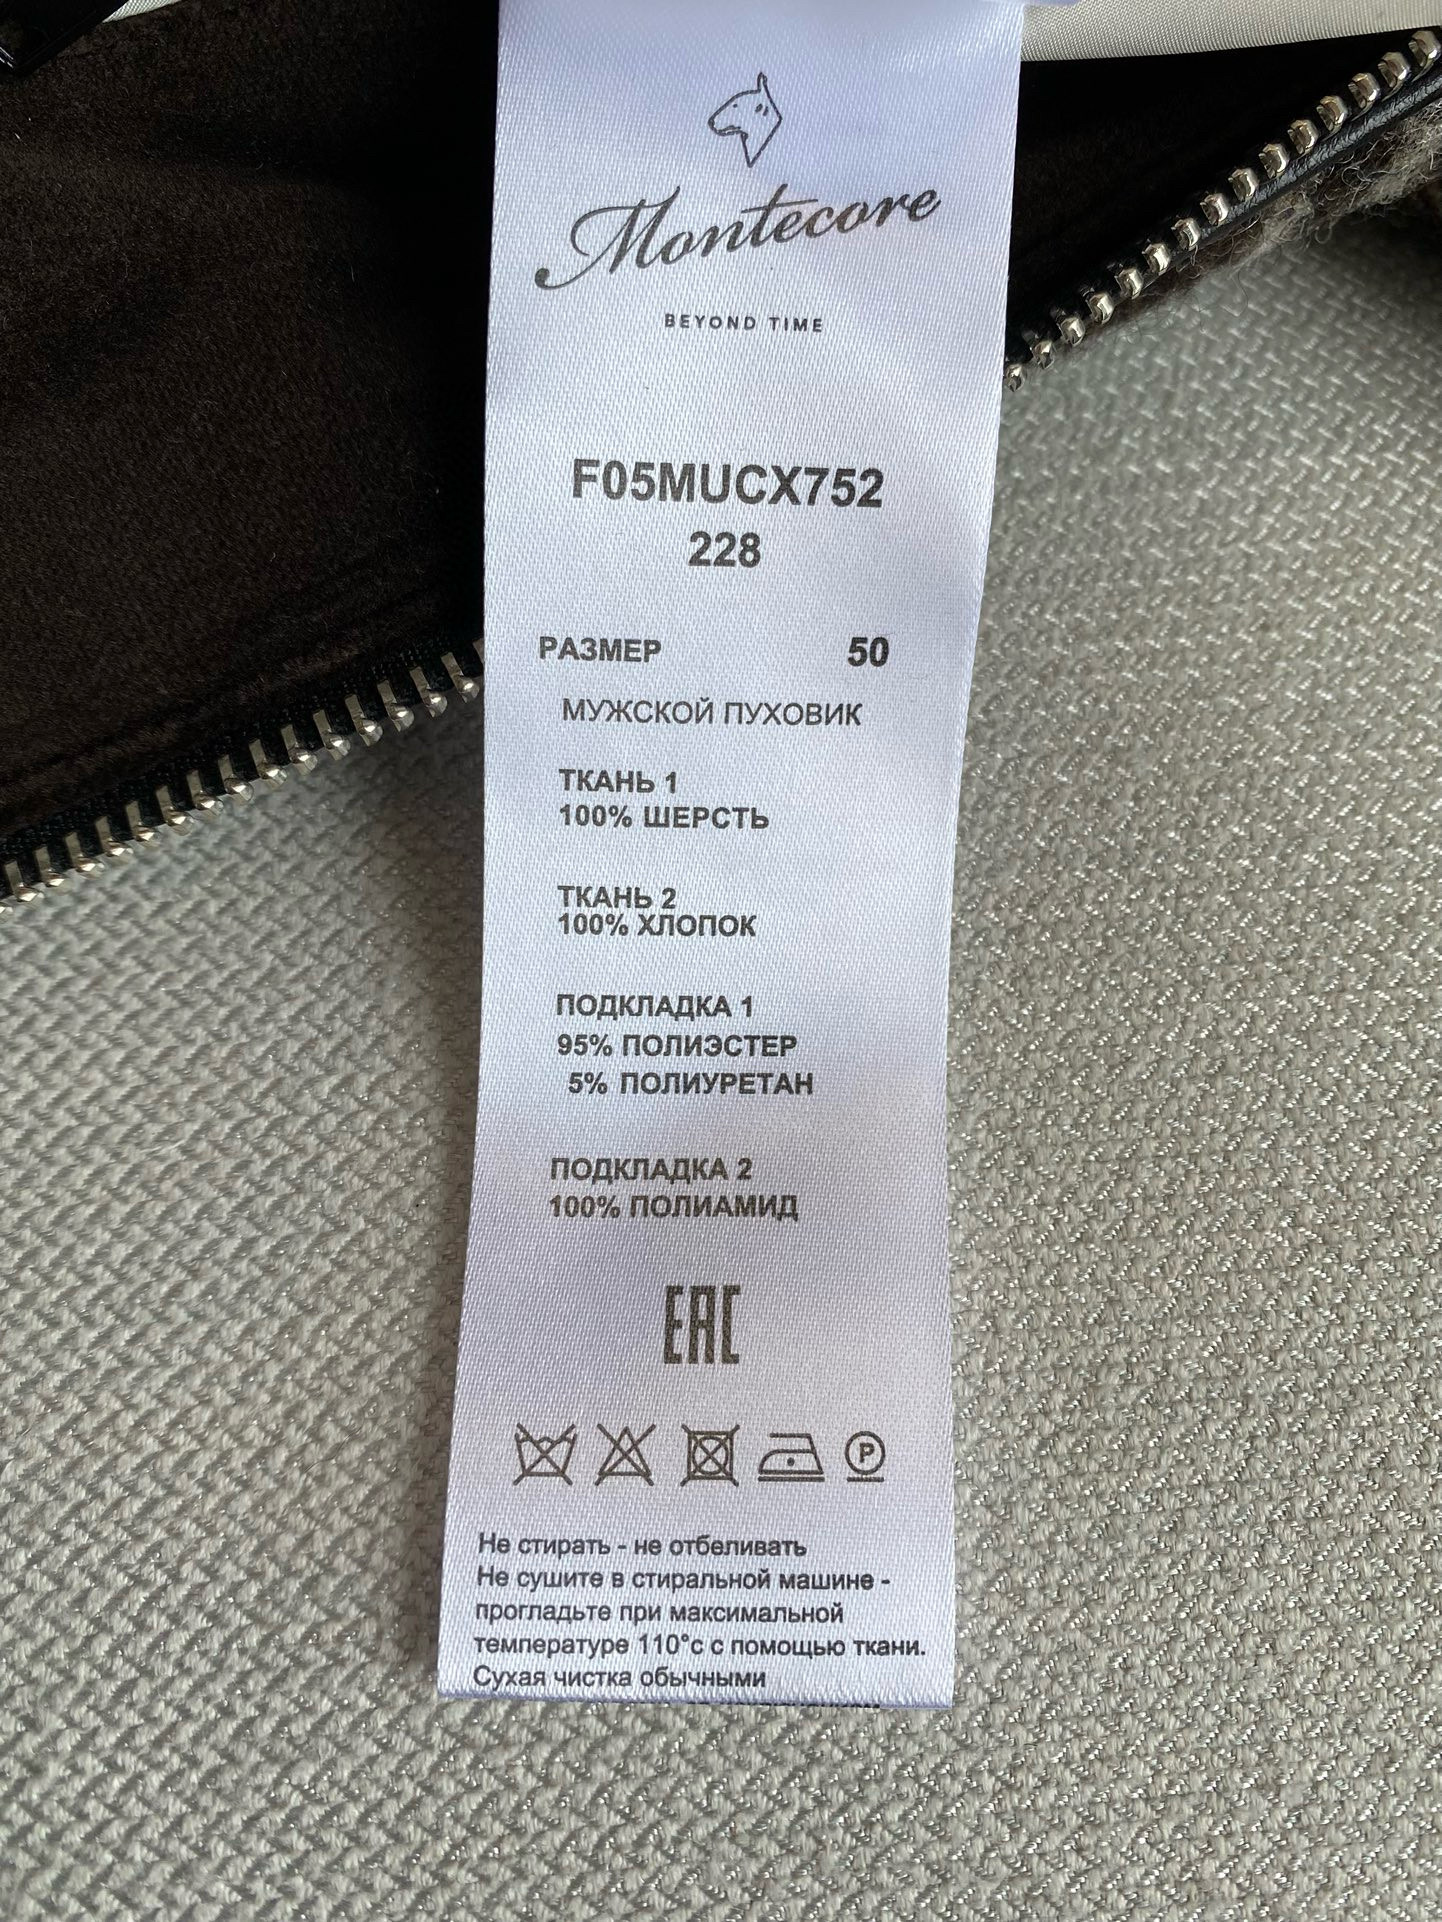 Montecore
BEYOND TIME
F05MUCX752
228
РАЗМЕР 50
МУЖСКОЙ ПУХОВИК
ТКАНЬ 1
100% ШЕРСТЬ
ТКАНЬ 2
100% ХЛОПОК
ПОДКЛАДКА 1
95% ПОЛИЭСТЕР
5% ПОЛИУРЕТАН
ПОДКЛАДКА 2
100% ПОЛИАМИД
EAC
P
Не стирать - не отбеливать
Не сушите в стиральной машине -
прогладьте при максимальной
температуре 110°с с помощью ткани.
Сухая чистка обычными